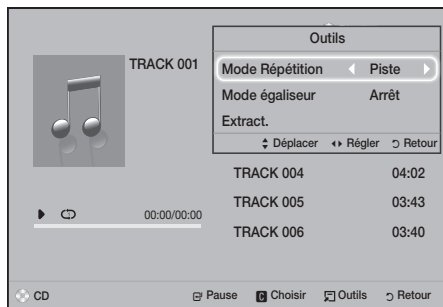 TRACK 001
Outils
Mode Répétition Piste
Mode égaliseur Arrêt
Extract.
Déplacer Régler Retour
TRACK 004 04:02
TRACK 005 03:43
TRACK 006 03:40
00:00/00:00
CD Pause C Choisir Outils Retour